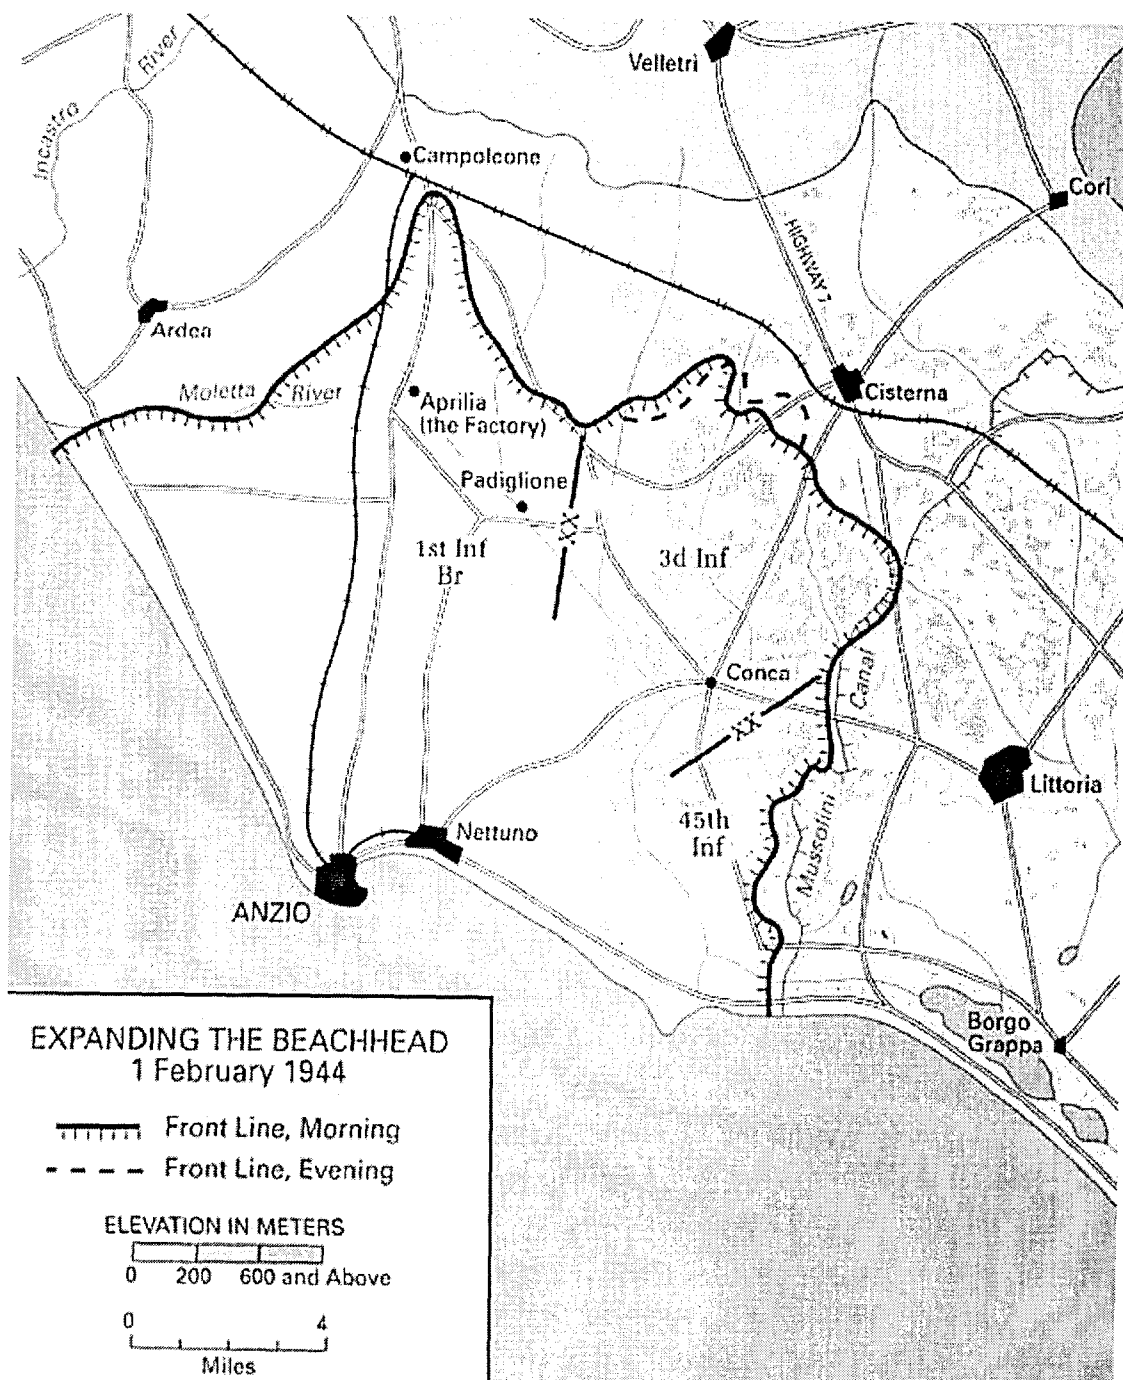 Incastro
River
Velletri
Campoleone
Cori
HIGHWAY 7
Ardea
Moletta River
Aprilia
(the Factory)
Cisterna
Padiglione
XX
1st Inf
Br
3d Inf
Conca
Canal
XX
Littoria
45th
Inf
Mussolini
Nettuno
ANZIO
Borgo
Grappa
EXPANDING THE BEACHHEAD
1 February 1944
Front Line, Morning
Front Line, Evening
ELEVATION IN METERS
0 200 600 and Above
0 4
Miles